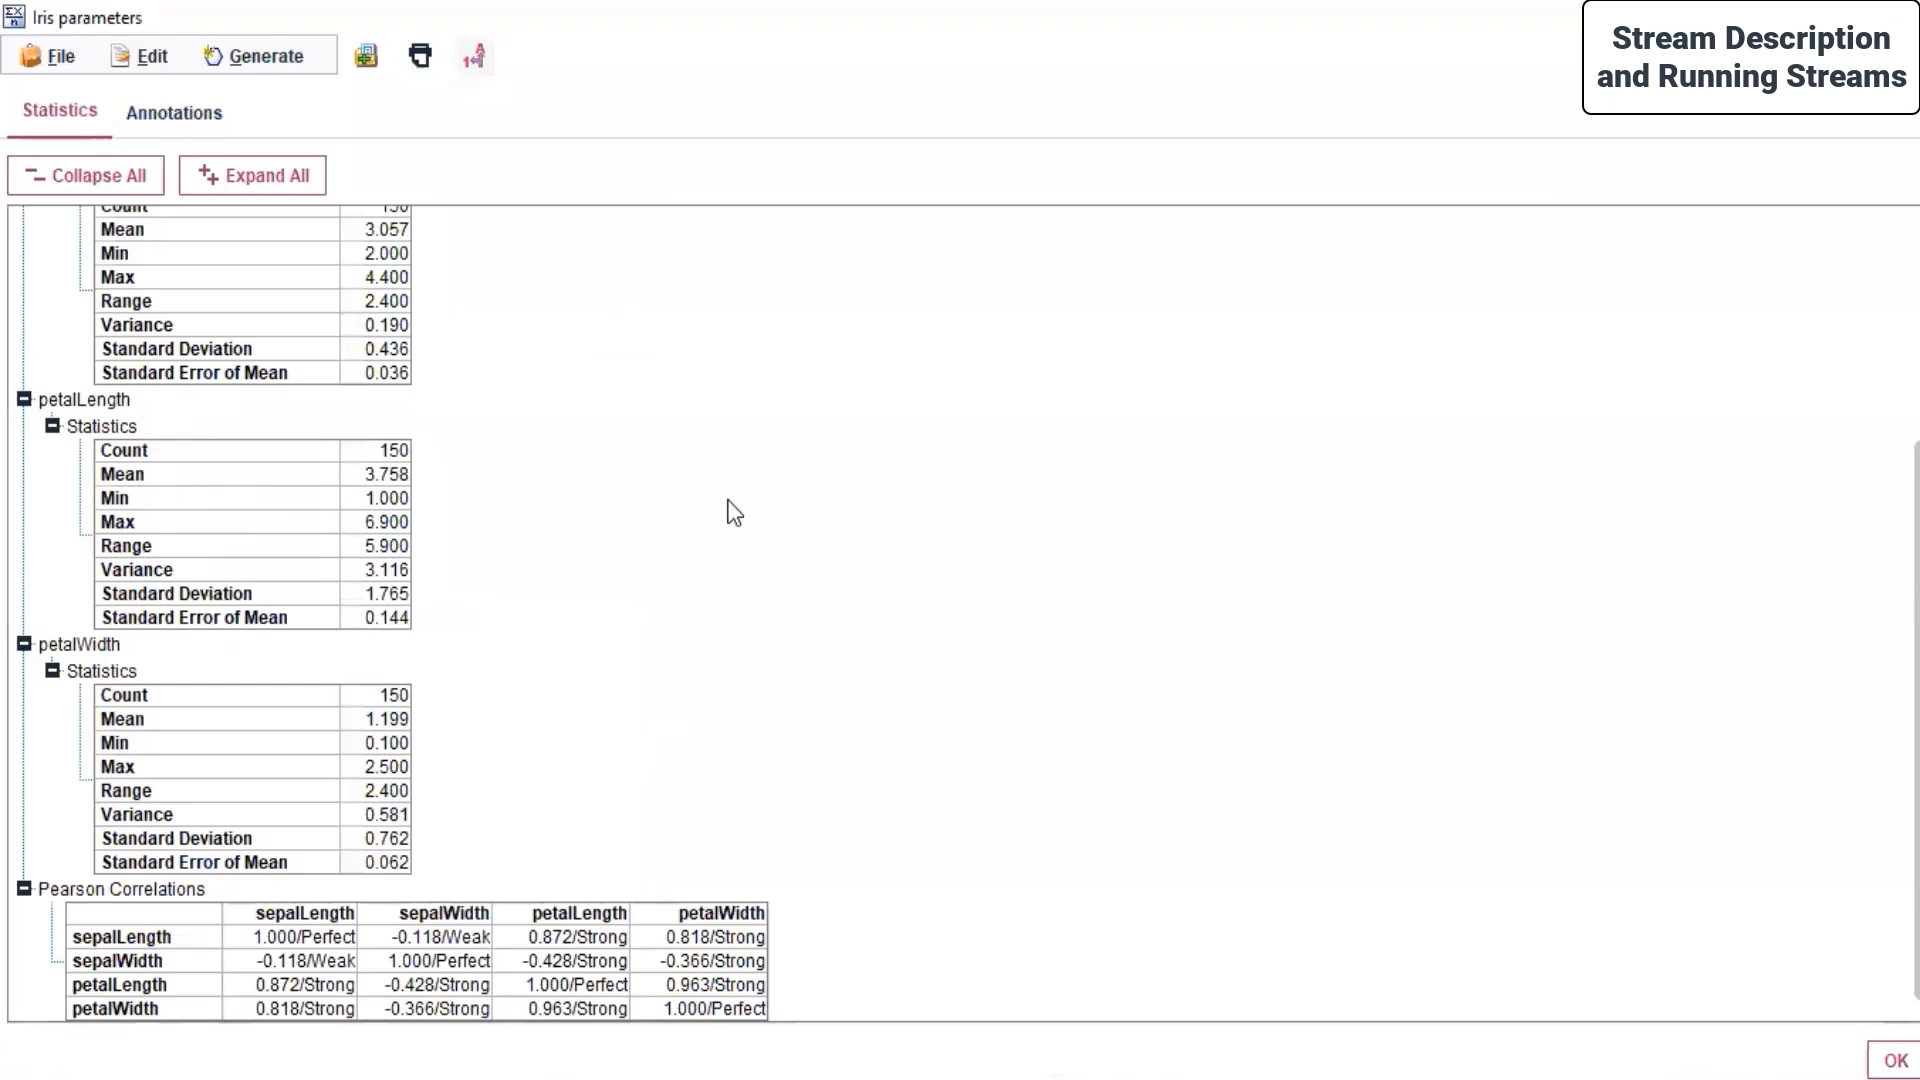 Iris parameters
File Edit Generate
Stream Description
and Running Streams
Statistics Annotations
Collapse All Expand All
Count 150
Mean 3.057
Min 2.000
Max 4.400
Range 2.400
Variance 0.190
Standard Deviation 0.436
Standard Error of Mean 0.036
petalLength
Statistics
Count 150
Mean 3.758
Min 1.000
Max 6.900
Range 5.900
Variance 3.116
Standard Deviation 1.765
Standard Error of Mean 0.144
petalWidth
Statistics
Count 150
Mean 1.199
Min 0.100
Max 2.500
Range 2.400
Variance 0.581
Standard Deviation 0.762
Standard Error of Mean 0.062
Pearson Correlations
sepalLength sepalWidth petalLength petalWidth
sepalLength 1.000/Perfect -0.118/Weak 0.872/Strong 0.818/Strong
sepalWidth -0.118/Weak 1.000/Perfect -0.428/Strong -0.366/Strong
petalLength 0.872/Strong -0.428/Strong 1.000/Perfect 0.963/Strong
petalWidth 0.818/Strong -0.366/Strong 0.963/Strong 1.000/Perfect
OK